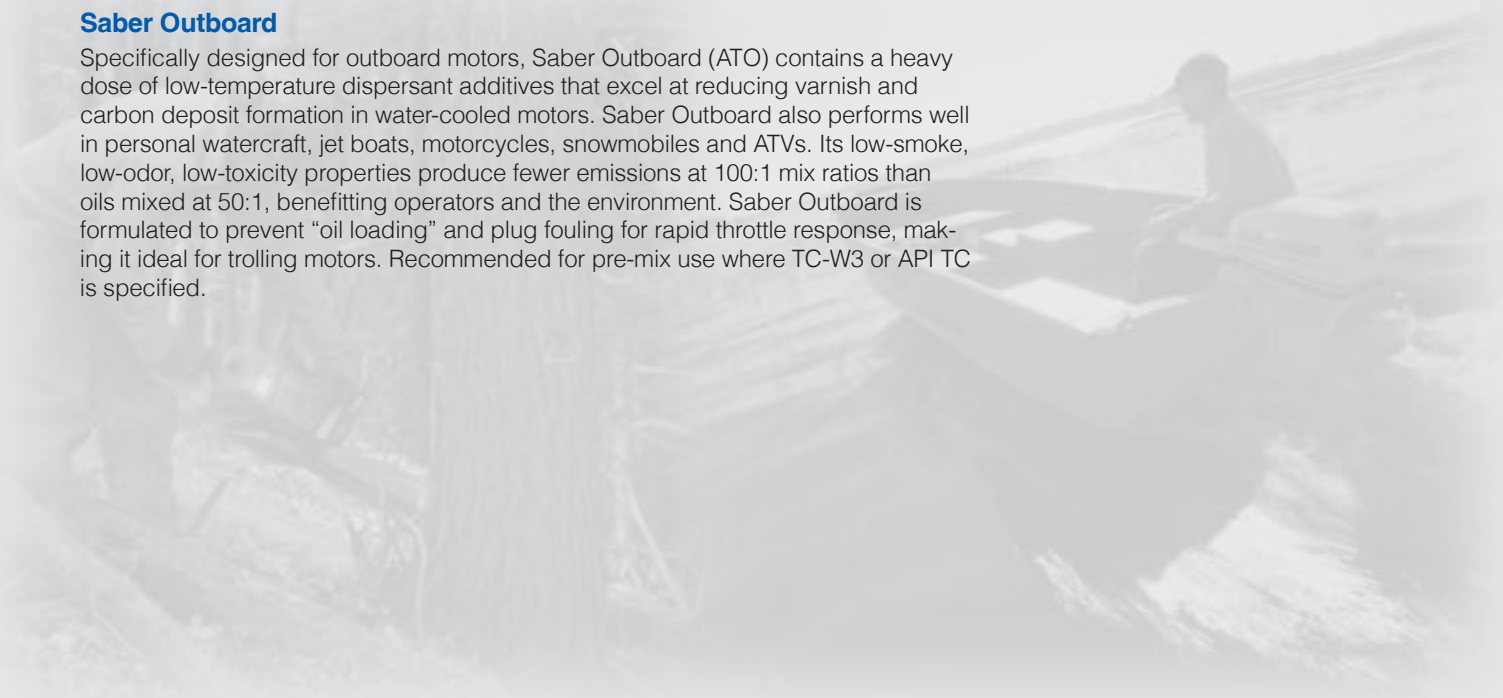 Saber Outboard
Specifically designed for outboard motors, Saber Outboard (ATO) contains a heavy
dose of low-temperature dispersant additives that excel at reducing varnish and
carbon deposit formation in water-cooled motors. Saber Outboard also performs well
in personal watercraft, jet boats, motorcycles, snowmobiles and ATVs. Its low-smoke,
low-odor, low-toxicity properties produce fewer emissions at 100:1 mix ratios than
oils mixed at 50:1, benefitting operators and the environment. Saber Outboard is
formulated to prevent “oil loading” and plug fouling for rapid throttle response, mak-
ing it ideal for trolling motors. Recommended for pre-mix use where TC-W3 or API TC
is specified.